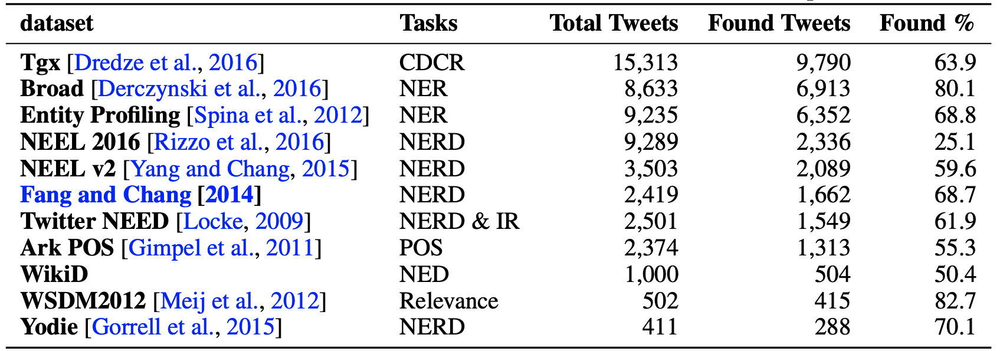 dataset Tasks Total Tweets Found Tweets Found %
Tgx [Dredze et al., 2016] CDCR 15,313 9,790 63.9
Broad [Derczynski et al., 2016] NER 8,633 6,913 80.1
Entity Profiling [Spina et al., 2012] NER 9,235 6,352 68.8
NEEL 2016 [Rizzo et al., 2016] NERD 9,289 2,336 25.1
NEEL v2 [Yang and Chang, 2015] NERD 3,503 2,089 59.6
Fang and Chang [2014] NERD 2,419 1,662 68.7
Twitter NEED [Locke, 2009] NERD & IR 2,501 1,549 61.9
Ark POS [Gimpel et al., 2011] POS 2,374 1,313 55.3
WikiD NED 1,000 504 50.4
WSDM2012 [Meij et al., 2012] Relevance 502 415 82.7
Yodie [Gorrell et al., 2015] NERD 411 288 70.1